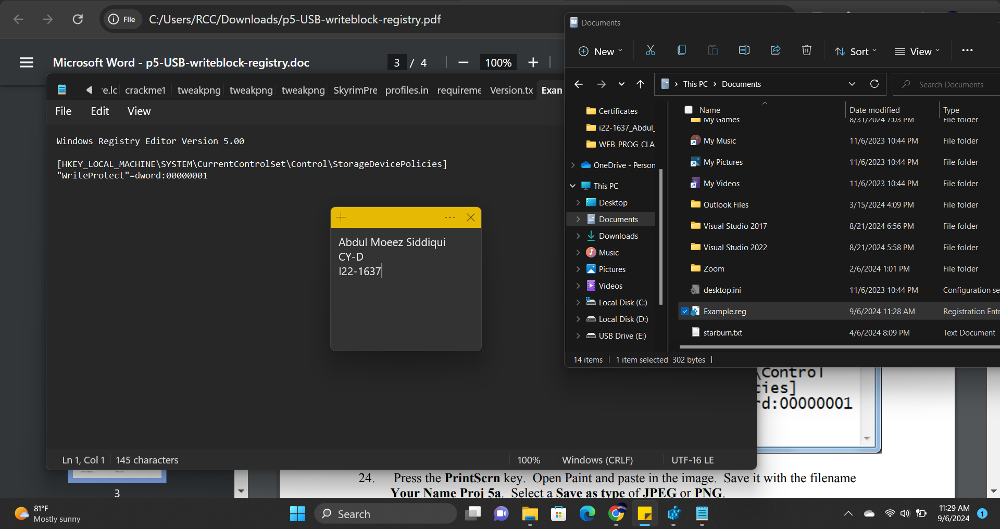 File
C:/Users/RCC/Downloads/p5-USB-writeblock-registry.pdf
Microsoft Word - p5-USB-writeblock-registry.doc
3 / 4
100%
re.lc
crackme1
tweakpng
tweakpng
tweakpng
SkyrimPre
profiles.in
requireme
Version.tx
Exan
File
Edit
View
Windows Registry Editor Version 5.00
[HKEY_LOCAL_MACHINE\SYSTEM\CurrentControlSet\Control\StorageDevicePolicies]
"WriteProtect"=dword:00000001
Abdul Moeez Siddiqui
CY-D
I22-1637
Ln 1, Col 1
145 characters
100%
Windows (CRLF)
UTF-16 LE
Documents
New
Sort
View
This PC
Documents
Search Documents
Certificates
i22-1637_Abdul_
WEB_PROG_CLA
OneDrive - Person
This PC
Desktop
Documents
Downloads
Music
Pictures
Videos
Local Disk (C:)
Local Disk (D:)
USB Drive (E:)
Name
Date modified
Type
My Games
8/31/2024 7:03 PM
File folder
My Music
11/6/2023 10:44 PM
File folder
My Pictures
11/6/2023 10:44 PM
File folder
My Videos
11/6/2023 10:44 PM
File folder
Outlook Files
3/15/2024 4:09 PM
File folder
Visual Studio 2017
8/21/2024 6:56 PM
File folder
Visual Studio 2022
8/21/2024 5:58 PM
File folder
Zoom
2/6/2024 1:01 PM
File folder
desktop.ini
11/6/2023 10:44 PM
Configuration se
Example.reg
9/6/2024 11:28 AM
Registration Entr
starburn.txt
4/6/2024 8:09 PM
Text Document
14 items
1 item selected 302 bytes
\Control
cies]
rd:00000001
3
24. Press the PrintScrn key. Open Paint and paste in the image. Save it with the filename
Your Name Proj 5a. Select a Save as type of JPEG or PNG.
81°F
Mostly sunny
Search
11:29 AM
9/6/2024
1